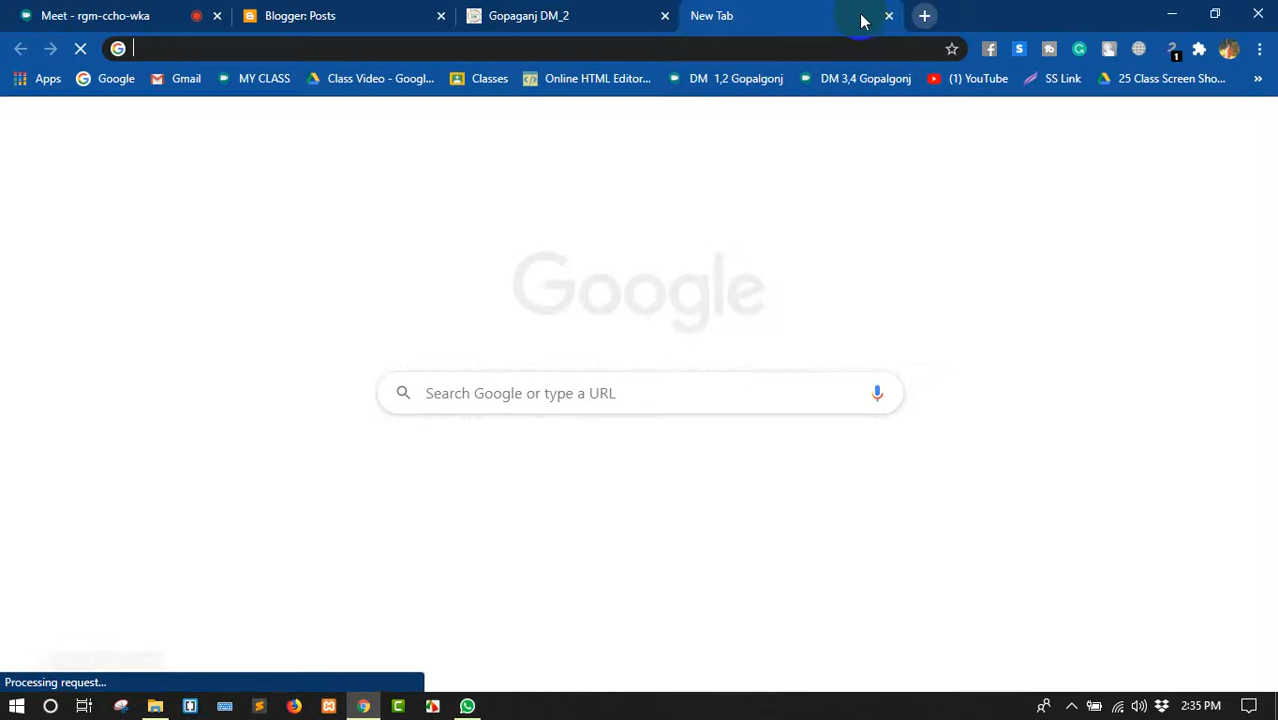 Meet - rgm-ccho-wka
Blogger: Posts
Gopaganj DM_2
New Tab
Apps
Google
Gmail
MY CLASS
Class Video - Googl...
Classes
Online HTML Editor...
DM 1,2 Gopalgonj
DM 3,4 Gopalgonj
(1) YouTube
SS Link
25 Class Screen Sho...
»
1
Google
Search Google or type a URL
Processing request...
2:35 PM